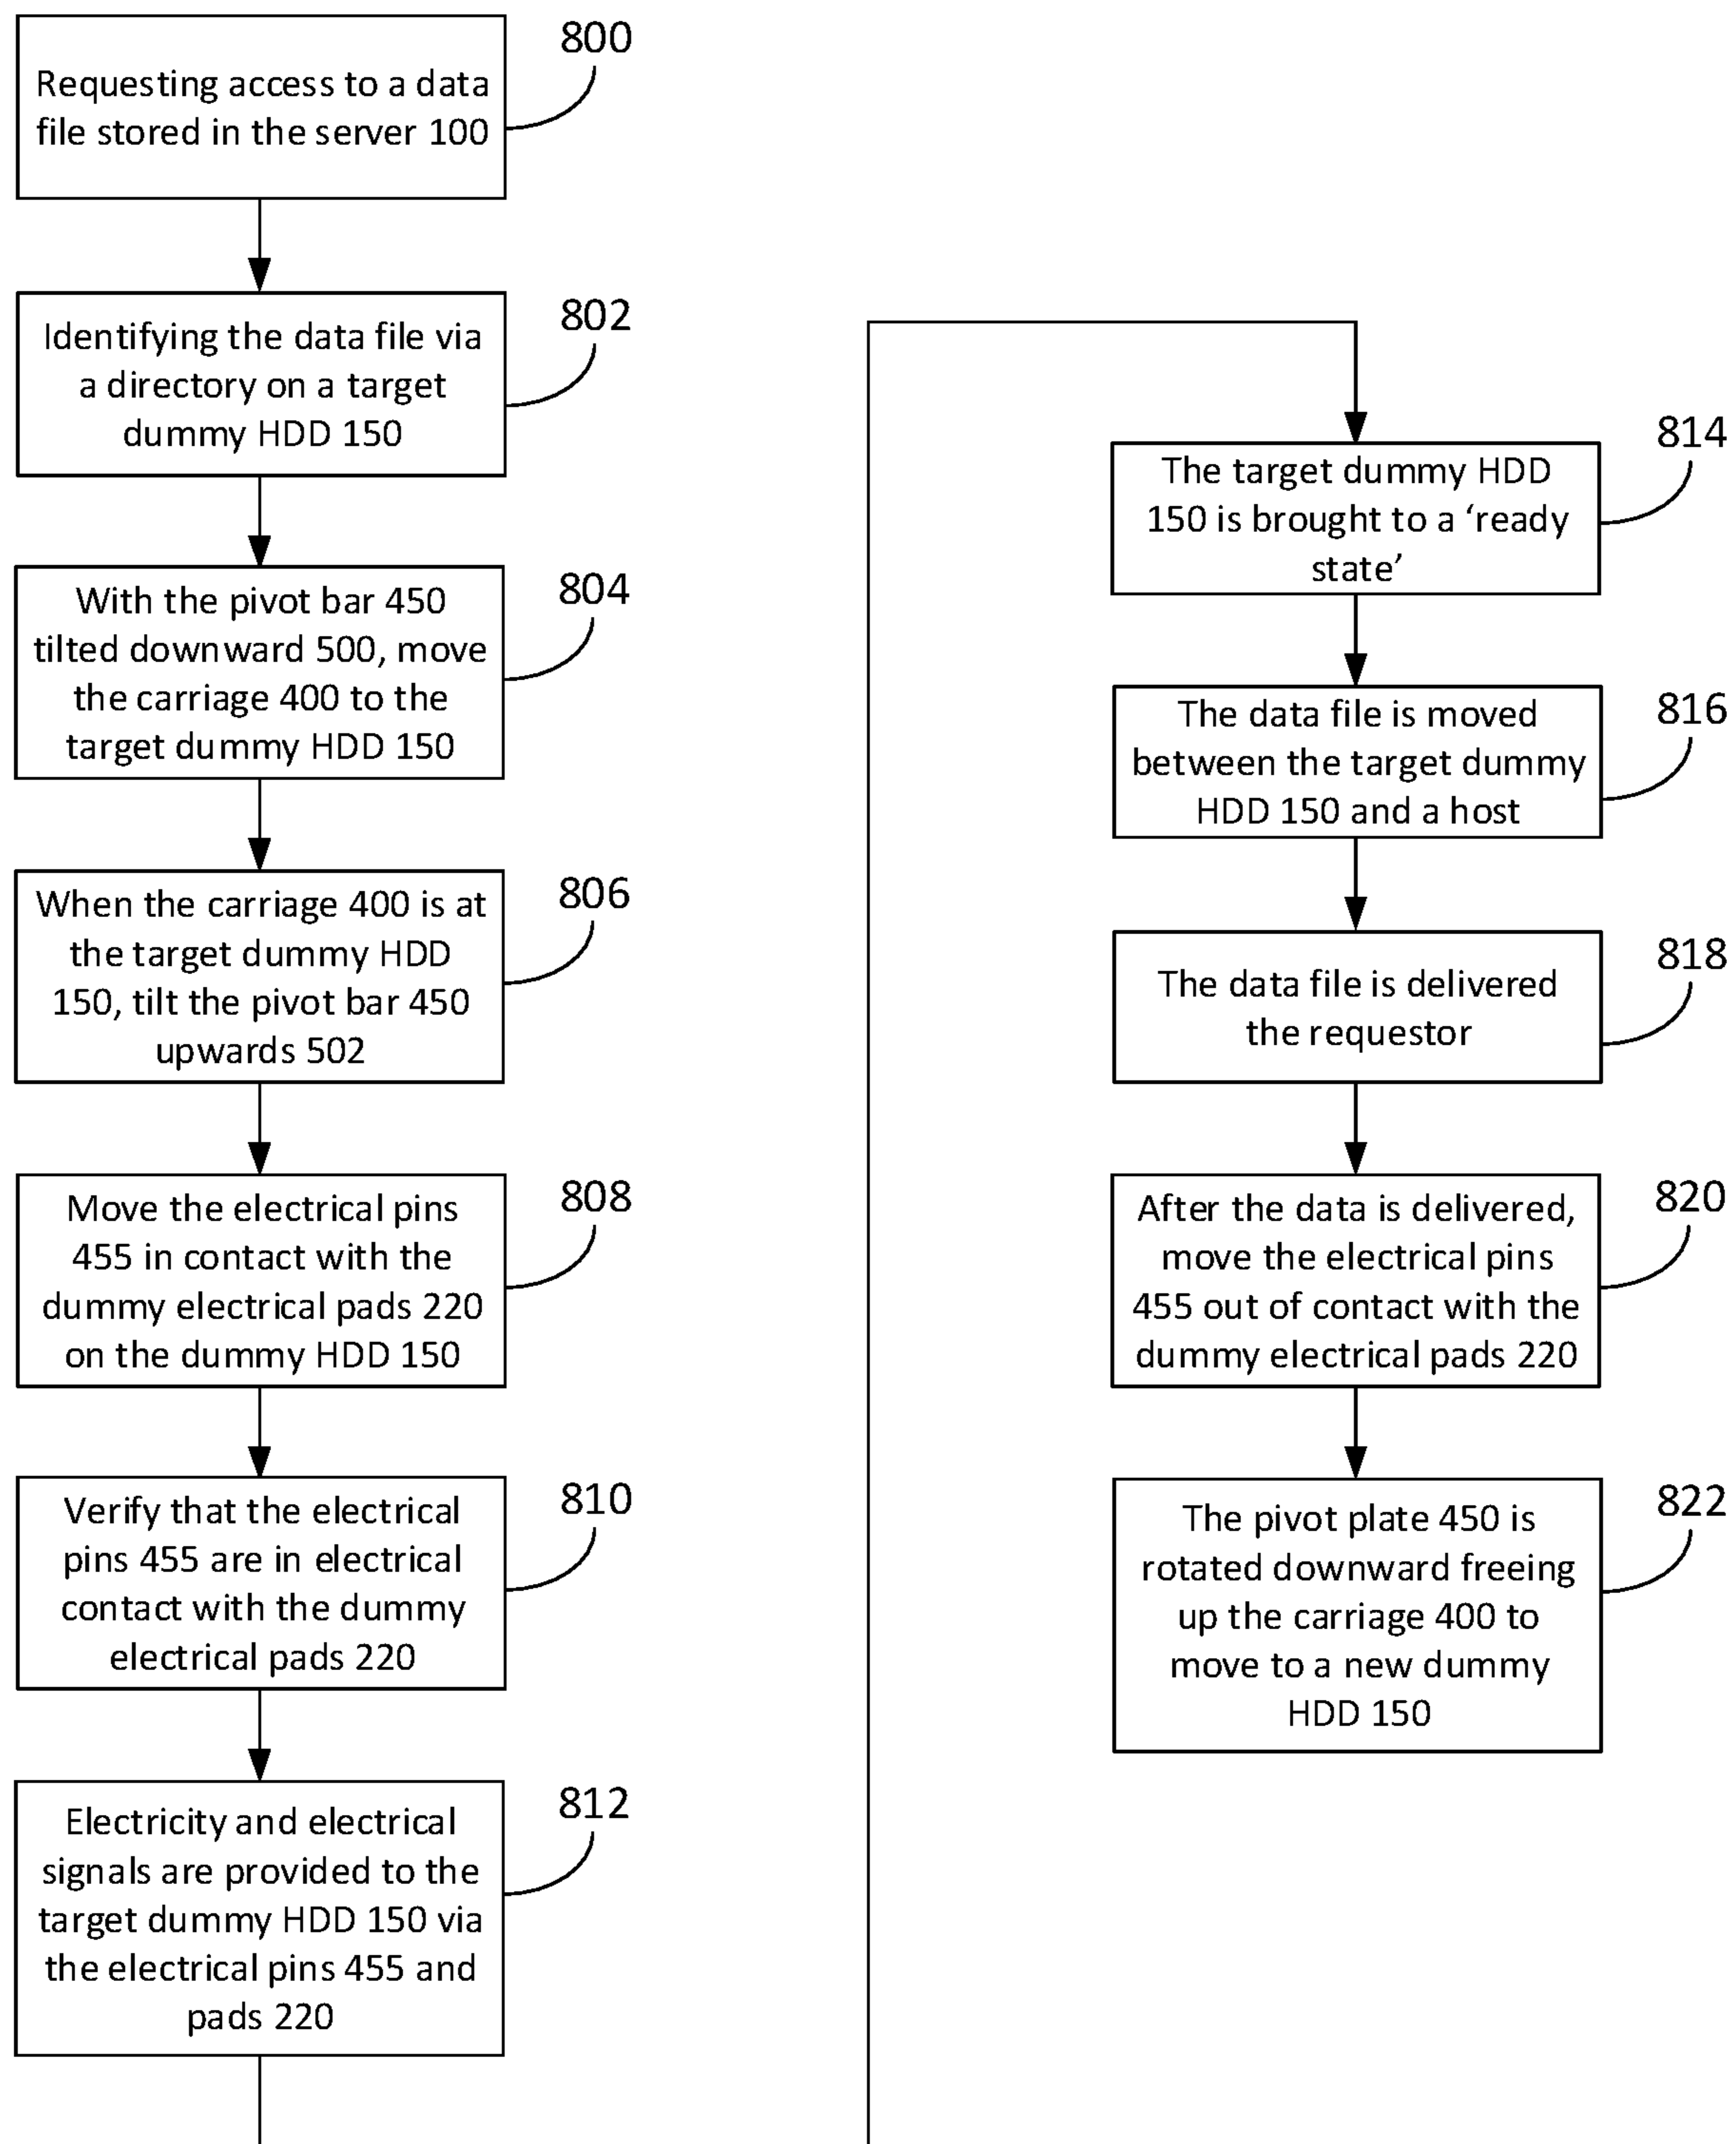 800
Requesting access to a data
file stored in the server 100
802
Identifying the data file via
a directory on a target
dummy HDD 150
804
With the pivot bar 450
tilted downward 500, move
the carriage 400 to the
target dummy HDD 150
806
When the carriage 400 is at
the target dummy HDD
150, tilt the pivot bar 450
upwards 502
808
Move the electrical pins
455 in contact with the
dummy electrical pads 220
on the dummy HDD 150
810
Verify that the electrical
pins 455 are in electrical
contact with the dummy
electrical pads 220
812
Electricity and electrical
signals are provided to the
target dummy HDD 150 via
the electrical pins 455 and
pads 220
814
The target dummy HDD
150 is brought to a ‘ready
state’
816
The data file is moved
between the target dummy
HDD 150 and a host
818
The data file is delivered
the requestor
820
After the data is delivered,
move the electrical pins
455 out of contact with the
dummy electrical pads 220
822
The pivot plate 450 is
rotated downward freeing
up the carriage 400 to
move to a new dummy
HDD 150